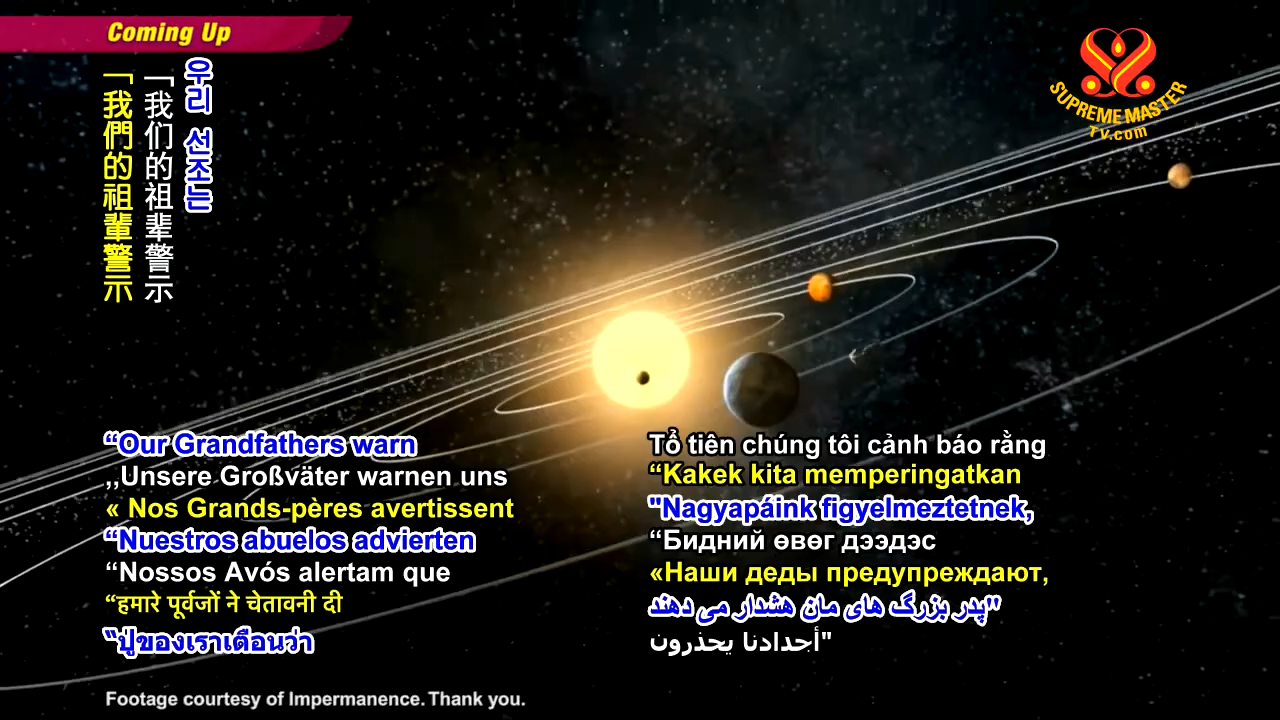 Coming Up
SUPREME MASTER
TV.com
우리 선조는
「我们的祖辈警示
「我們的祖輩警示
“Our Grandfathers warn
,,Unsere Großväter warnen uns
« Nos Grands-pères avertissent
“Nuestros abuelos advierten
“Nossos Avós alertam que
“हमारे पूर्वजों ने चेतावनी दी
“ปู่ของเราเตือนว่า
Tổ tiên chúng tôi cảnh báo rằng
“Kakek kita memperingatkan
"Nagyapáink figyelmeztetnek,
“Бидний өвөг дээдэс
«Наши деды предупреждают,
"پدر بزرگ های مان هشدار می دهند
"أجدادنا يحذرون
Footage courtesy of Impermanence. Thank you.